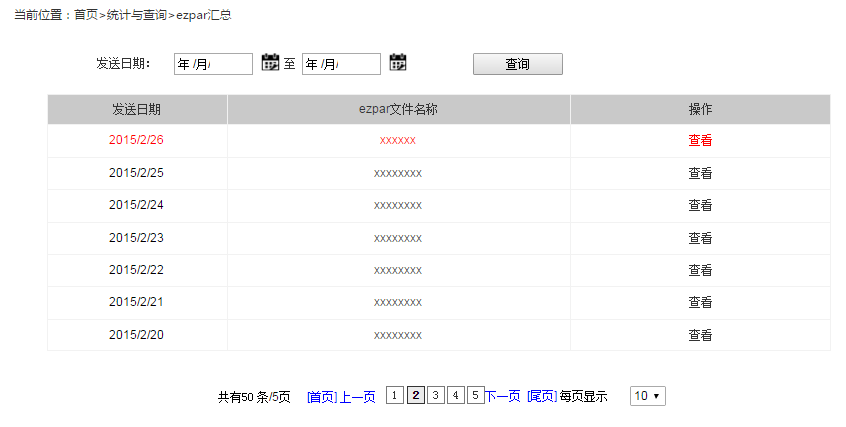 当前位置：首页>统计与查询>ezpar汇总
发送日期： 年 /月/ 至 年 /月/ 查询
发送日期 ezpar文件名称 操作
2015/2/26 xxxxxx 查看
2015/2/25 xxxxxxxx 查看
2015/2/24 xxxxxxxx 查看
2015/2/23 xxxxxxxx 查看
2015/2/22 xxxxxxxx 查看
2015/2/21 xxxxxxxx 查看
2015/2/20 xxxxxxxx 查看
共有50 条/5页 [首页] 上一页 1 2 3 4 5 下一页 [尾页] 每页显示 10